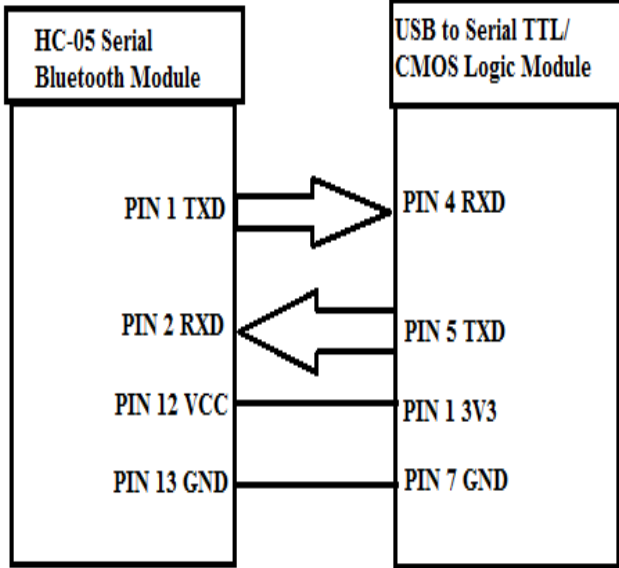 HC-05 Serial
Bluetooth Module
USB to Serial TTL/
CMOS Logic Module
PIN 1 TXD
PIN 4 RXD
PIN 2 RXD
PIN 5 TXD
PIN 12 VCC
PIN 1 3V3
PIN 13 GND
PIN 7 GND